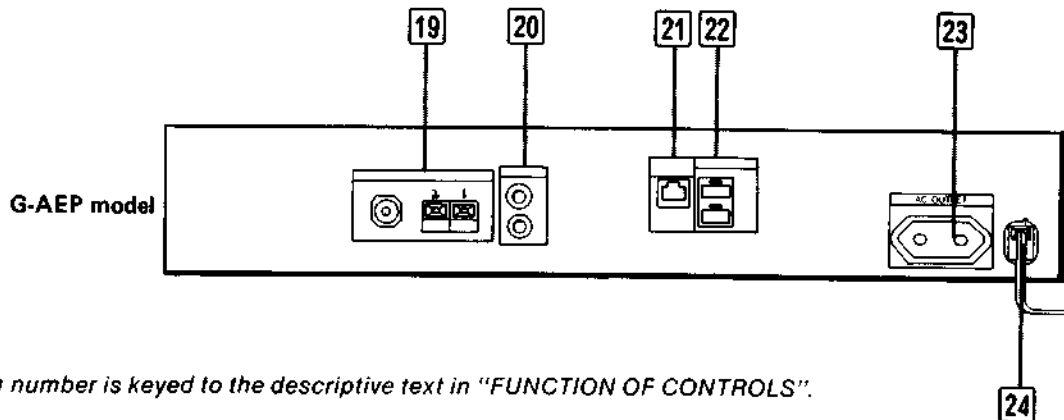 19 20 21 22 23
AC OUTLET
G-AEP model
number is keyed to the descriptive text in "FUNCTION OF CONTROLS".
24